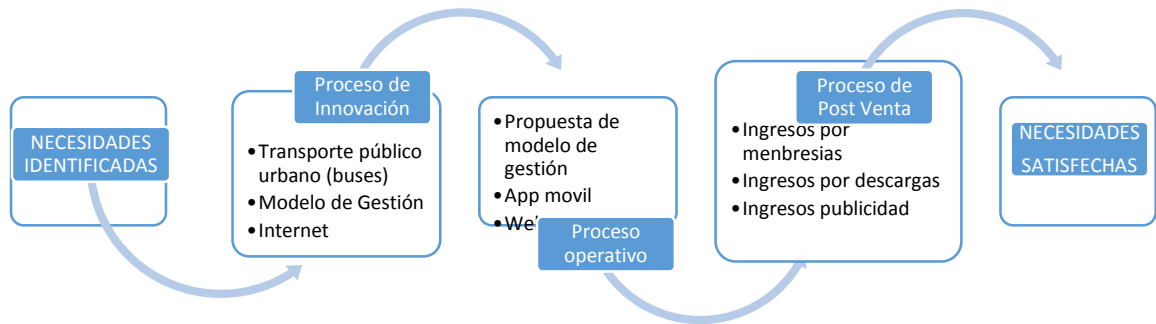 NECESIDADES
IDENTIFICADAS
Proceso de
Innovación
•Transporte público
urbano (buses)
•Modelo de Gestión
•Internet
•Propuesta de
modelo de
gestión
•App movil
Proceso
operativo
Proceso de
Post Venta
•Ingresos por
menbresias
•Ingresos por descargas
•Ingresos publicidad
NECESIDADES
SATISFECHAS